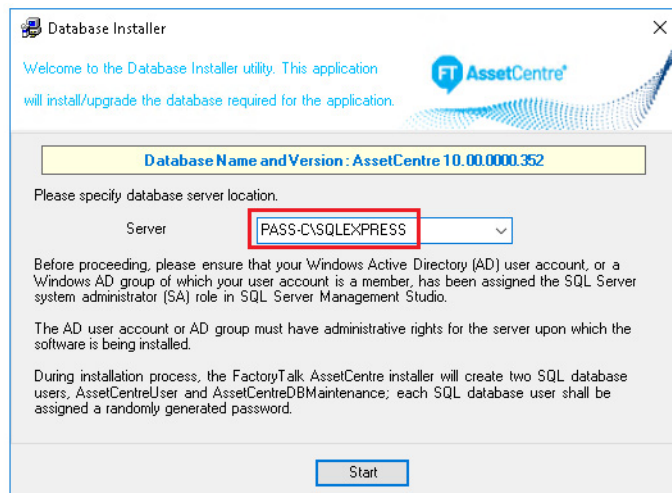 Database Installer
Welcome to the Database Installer utility. This application
will install/upgrade the database required for the application.
FT AssetCentre®
Database Name and Version : AssetCentre 10.00.0000.352
Please specify database server location.
Server PASS-C\SQLEXPRESS
Before proceeding, please ensure that your Windows Active Directory (AD) user account, or a
Windows AD group of which your user account is a member, has been assigned the SQL Server
system administrator (SA) role in SQL Server Management Studio.
The AD user account or AD group must have administrative rights for the server upon which the
software is being installed.
During installation process, the FactoryTalk AssetCentre installer will create two SQL database
users, AssetCentreUser and AssetCentreDBMaintenance; each SQL database user shall be
assigned a randomly generated password.
Start